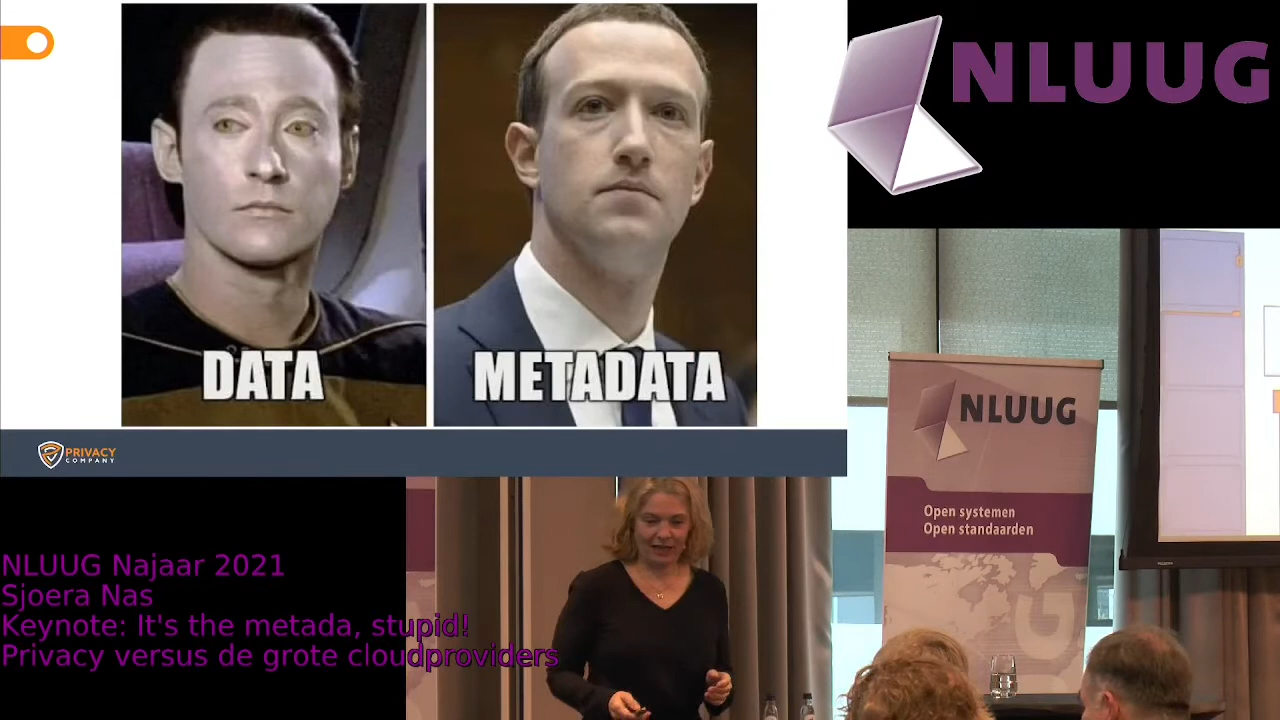 DATA
METADATA
PRIVACY
COMPANY
NLUUG
NLUUG
Open systemen
Open standaarden
NLUUG Najaar 2021
Sjoera Nas
Keynote: It's the metada, stupid!
Privacy versus de grote cloudproviders